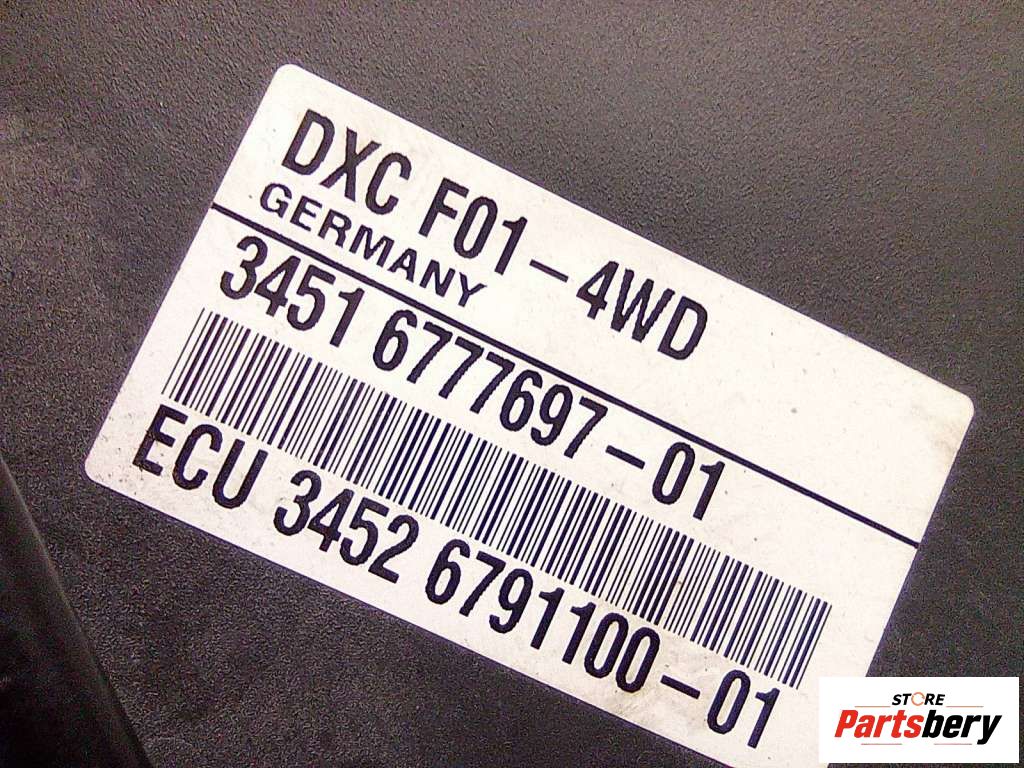 DXC F01-4WD
GERMANY
3451 6777697-01
ECU 3452 6791100-01
STORE
Partsbery